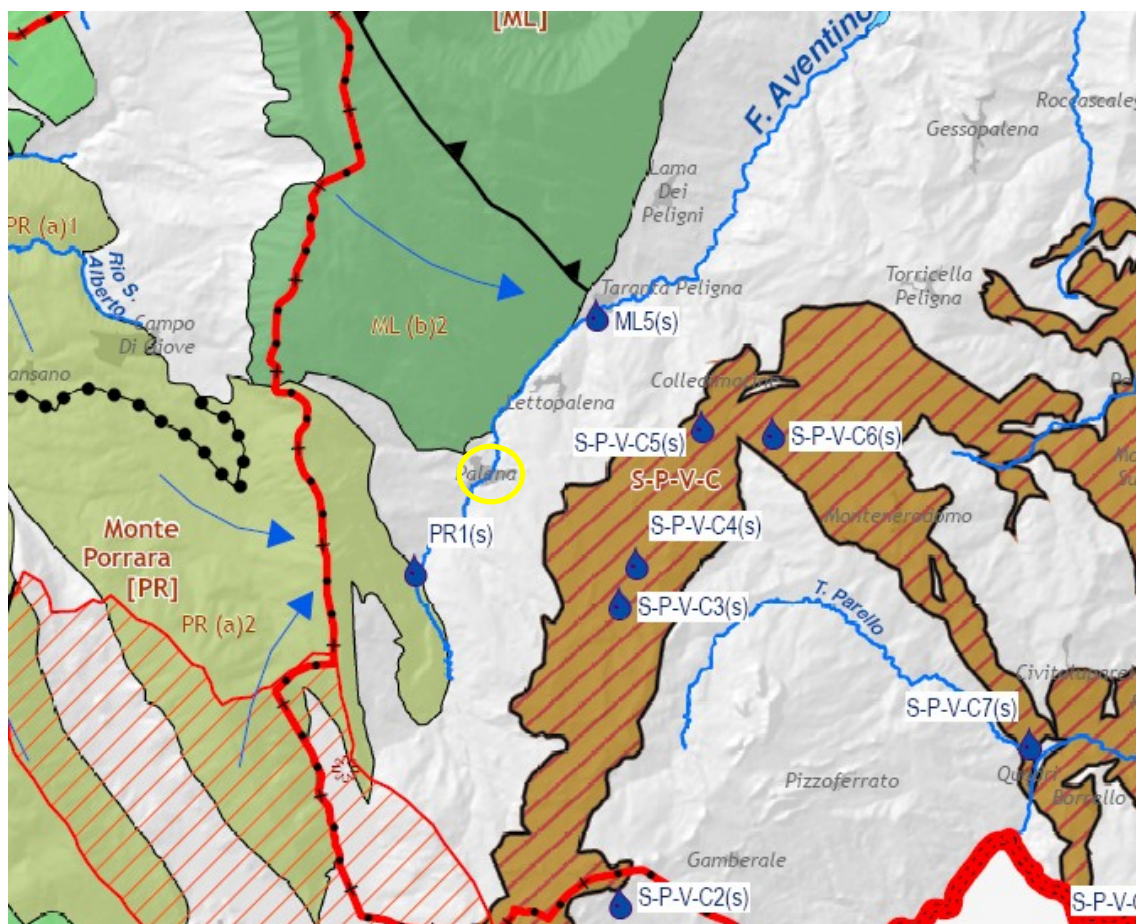 [ML]
F. Aventino
Gessopalena
Lama
Dei
Peligni
PR (a)1
Rio S.
Alberto
Campo
Di Giove
Taranta Peligna
Torricella
Peligna
ML (b)2
ML5(s)
Colledimacine
Lettopalena
S-P-V-C5(s)
S-P-V-C6(s)
Palena
S-P-V-C
Montenerodomo
S-P-V-C4(s)
PR1(s)
Monte
Porrara
[PR]
S-P-V-C3(s)
T. Parello
PR (a)2
S-P-V-C7(s)
Pizzoferrato
Quadri
Borrello
Gamberale
S-P-V-C2(s)